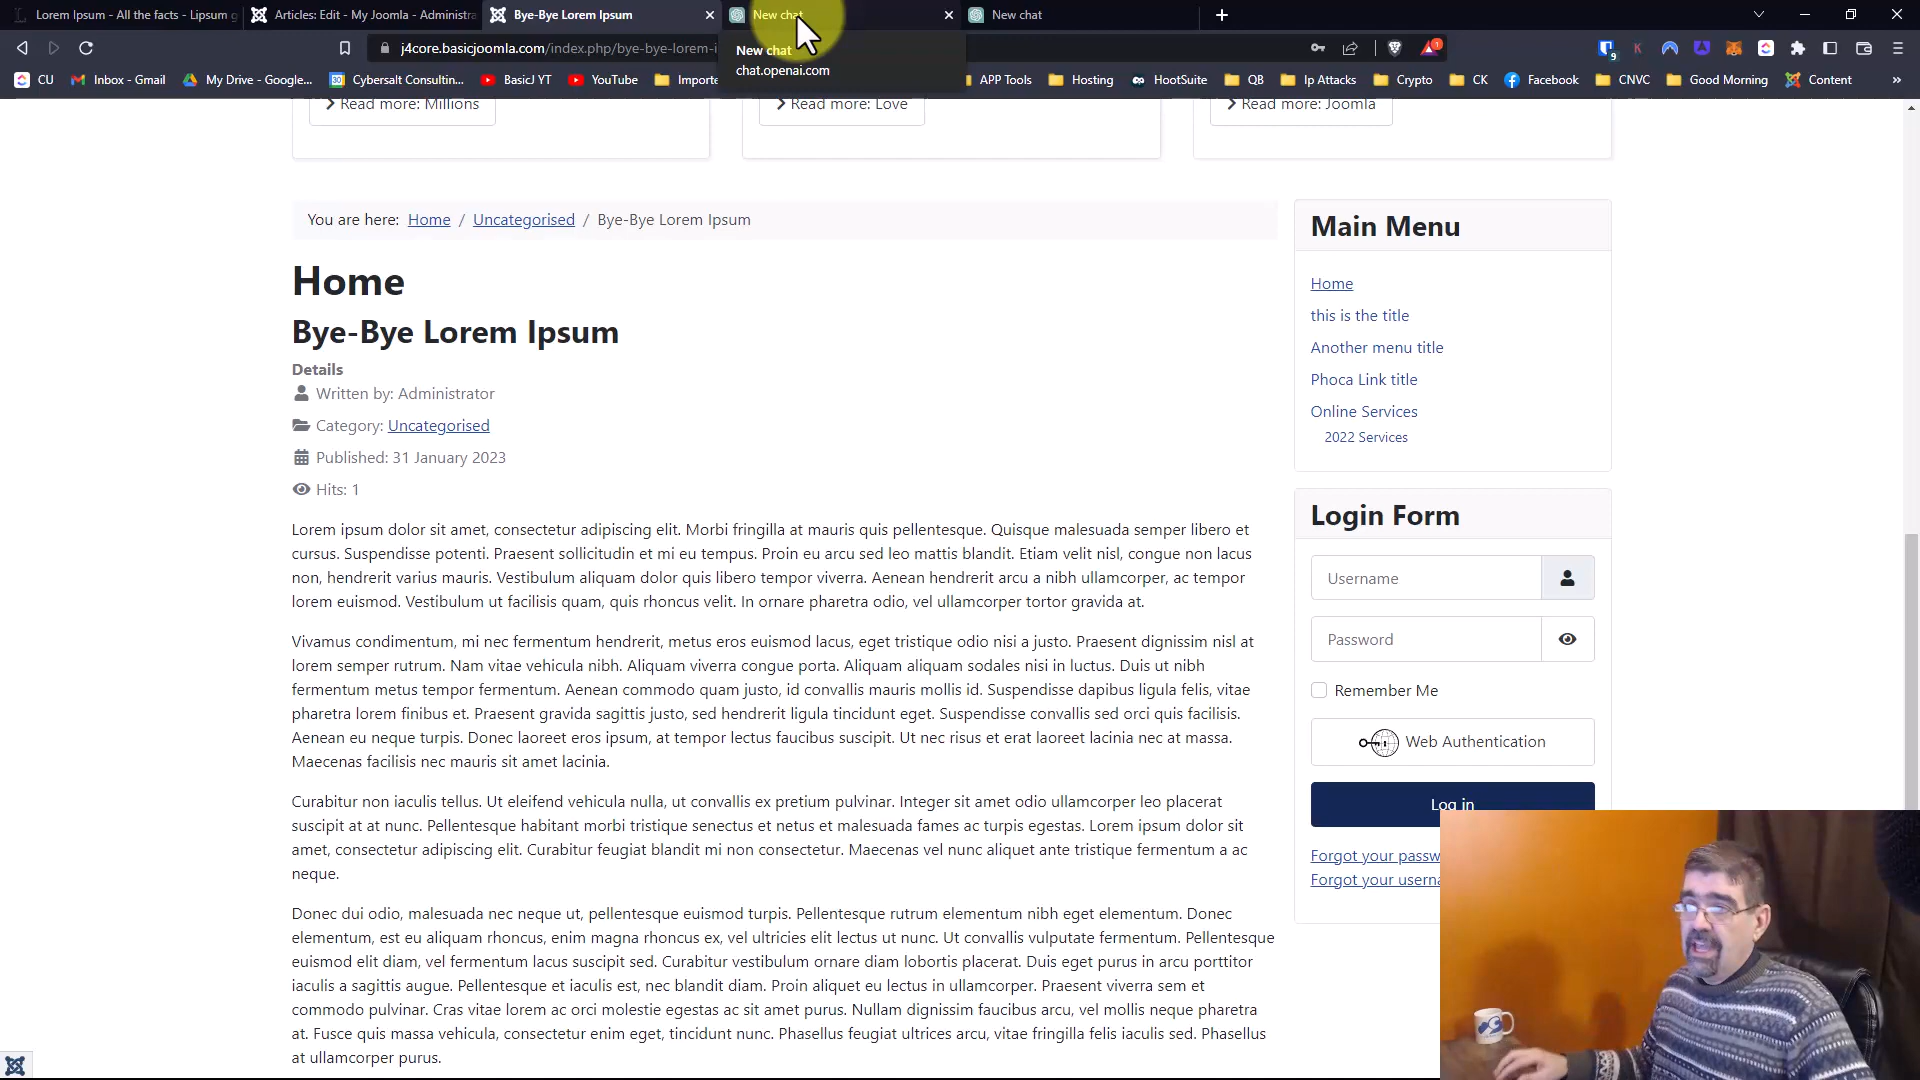 Lorem Ipsum - All the facts - Lipsum g
Articles: Edit - My Joomla - Administra
Bye-Bye Lorem Ipsum
New chat
New chat
j4core.basicjoomla.com/index.php/bye-bye-lorem-i
New chat
chat.openai.com
1
9
CU
Inbox - Gmail
My Drive - Google...
Cybersalt Consultin...
BasicJ YT
YouTube
Importe
APP Tools
Hosting
HootSuite
QB
Ip Attacks
Crypto
CK
Facebook
CNVC
Good Morning
Content
Read more: Millions
Read more: Love
Read more: Joomla
You are here: Home / Uncategorised / Bye-Bye Lorem Ipsum
Home
Bye-Bye Lorem Ipsum
Details
Written by: Administrator
Category: Uncategorised
Published: 31 January 2023
Hits: 1
Lorem ipsum dolor sit amet, consectetur adipiscing elit. Morbi fringilla at mauris quis pellentesque. Quisque malesuada semper libero et
cursus. Suspendisse potenti. Praesent sollicitudin et mi eu tempus. Proin eu arcu sed leo mattis blandit. Etiam velit nisl, congue non lacus
non, hendrerit varius mauris. Vestibulum aliquam dolor quis libero tempor viverra. Aenean hendrerit arcu a nibh ullamcorper, ac tempor
lorem euismod. Vestibulum ut facilisis quam, quis rhoncus velit. In ornare pharetra odio, vel ullamcorper tortor gravida at.
Vivamus condimentum, mi nec fermentum hendrerit, metus eros euismod lacus, eget tristique odio nisi a justo. Praesent dignissim nisl at
lorem semper rutrum. Nam vitae vehicula nibh. Aliquam viverra congue porta. Aliquam aliquam sodales nisi in luctus. Duis ut nibh
fermentum metus tempor fermentum. Aenean commodo quam justo, id convallis mauris mollis id. Suspendisse dapibus ligula felis, vitae
pharetra lorem finibus et. Praesent gravida sagittis justo, sed hendrerit ligula tincidunt eget. Suspendisse convallis sed orci quis facilisis.
Aenean eu neque turpis. Donec laoreet eros ipsum, at tempor lectus faucibus suscipit. Ut nec risus et erat laoreet lacinia nec at massa.
Maecenas facilisis nec mauris sit amet lacinia.
Curabitur non iaculis tellus. Ut eleifend vehicula nulla, ut convallis ex pretium pulvinar. Integer sit amet odio ullamcorper leo placerat
suscipit at at nunc. Pellentesque habitant morbi tristique senectus et netus et malesuada fames ac turpis egestas. Lorem ipsum dolor sit
amet, consectetur adipiscing elit. Curabitur feugiat blandit mi non consectetur. Maecenas vel nunc aliquet ante tristique fermentum a ac
neque.
Donec dui odio, malesuada nec neque ut, pellentesque euismod turpis. Pellentesque rutrum elementum nibh eget elementum. Donec
elementum, est eu aliquam rhoncus, enim magna rhoncus ex, vel ultricies elit lectus ut nunc. Ut convallis vulputate fermentum. Pellentesque
euismod elit diam, vel fermentum lacus suscipit sed. Curabitur vestibulum ornare diam lobortis placerat. Duis eget purus in arcu porttitor
iaculis a sagittis augue. Pellentesque et iaculis est, nec blandit diam. Proin aliquet eu lectus in ullamcorper. Praesent viverra sem et
commodo pulvinar. Cras vitae lorem ac orci molestie egestas ac sit amet purus. Nullam dignissim faucibus arcu, vel mollis neque pharetra
at. Fusce quis massa vehicula, consectetur enim eget, tincidunt nunc. Phasellus feugiat ultrices arcu, vitae fringilla felis iaculis sed. Phasellus
at ullamcorper purus.
Main Menu
Home
this is the title
Another menu title
Phoca Link title
Online Services
2022 Services
Login Form
Username
Password
Remember Me
Web Authentication
Log in
Forgot your passw
Forgot your userna